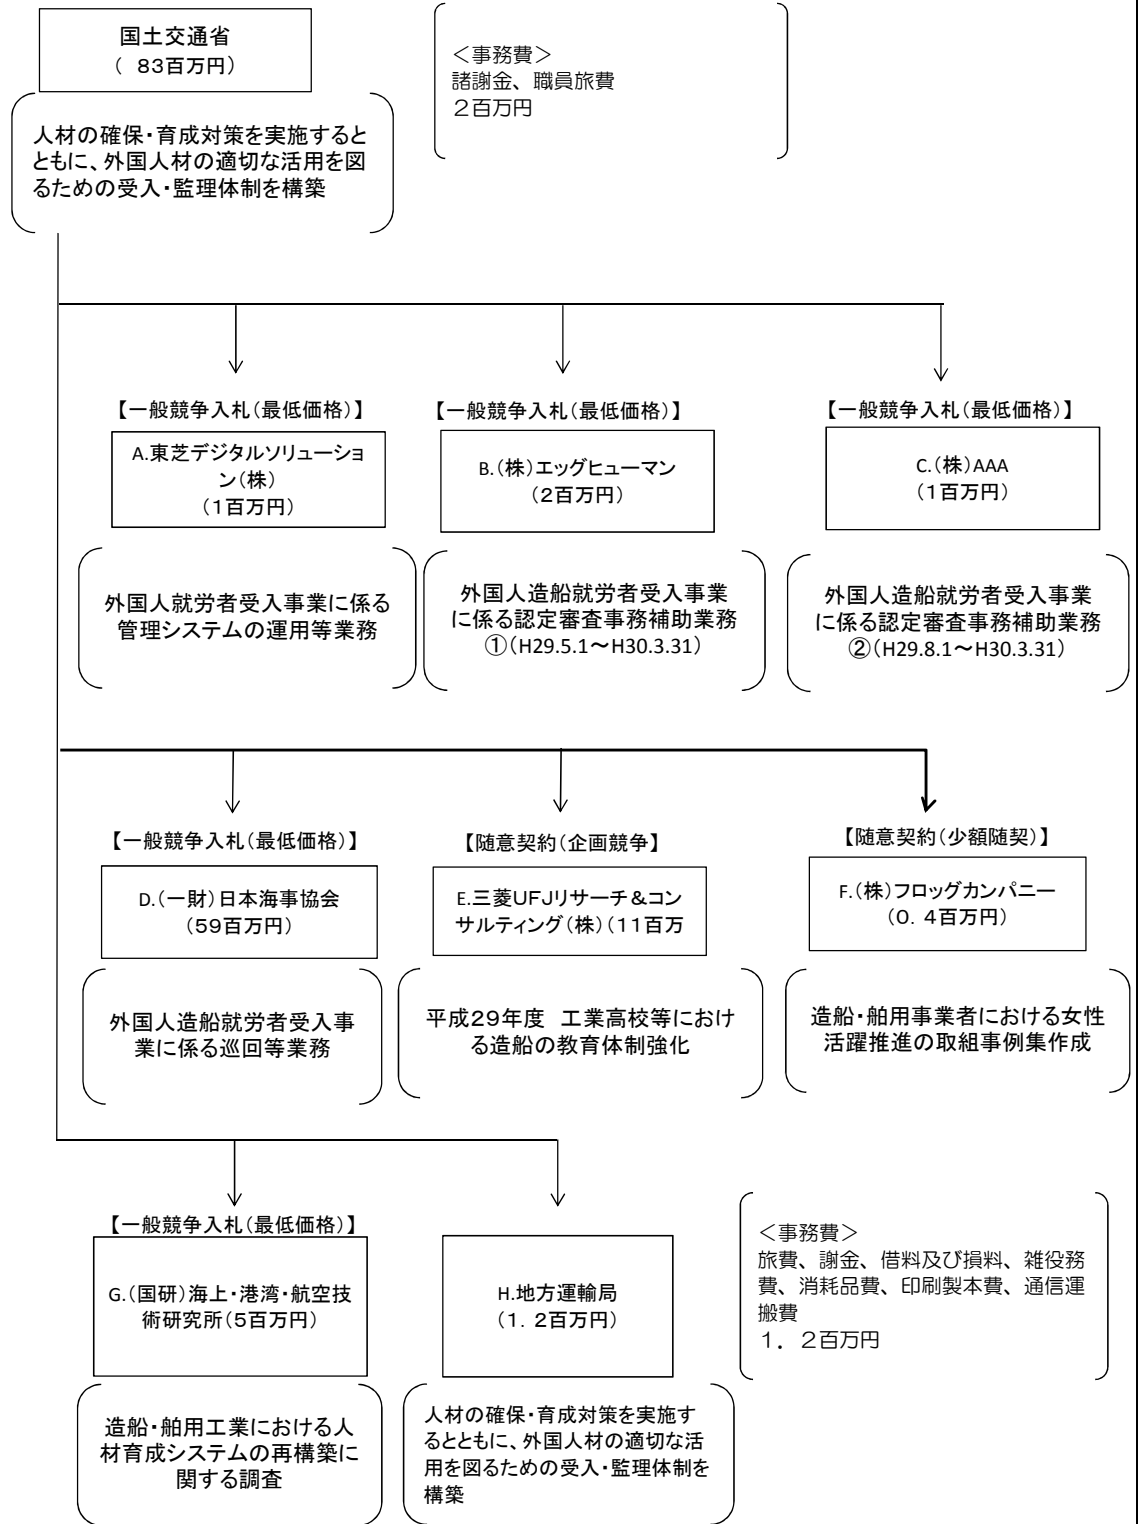 国土交通省
（　83百万円）
＜事務費＞
諸謝金、職員旅費
２百万円
人材の確保・育成対策を実施すると
ともに、外国人材の適切な活用を図
るための受入・監理体制を構築
【一般競争入札（最低価格）】
A.東芝デジタルソリューショ
ン（株）
（１百万円）
外国人就労者受入事業に係る
管理システムの運用等業務
【一般競争入札（最低価格）】
B.（株）エッグヒューマン
（２百万円）
外国人造船就労者受入事業
に係る認定審査事務補助業務
①（H29.5.1～H30.3.31）
【一般競争入札（最低価格）】
C.（株）AAA
（１百万円）
外国人造船就労者受入事業
に係る認定審査事務補助業務
②（H29.8.1～H30.3.31）
【一般競争入札（最低価格）】
D.（一財）日本海事協会
（59百万円）
外国人造船就労者受入事
業に係る巡回等業務
【随意契約（企画競争】
E.三菱UFJリサーチ＆コン
サルティング（株）（１１百万
平成２９年度　工業高校等におけ
る造船の教育体制強化
【随意契約（少額随契）】
F.（株）フロッグカンパニー
（０．４百万円）
造船・舶用事業者における女性
活躍推進の取組事例集作成
【一般競争入札（最低価格）】
G.（国研）海上・港湾・航空技
術研究所（５百万円）
造船・舶用工業における人
材育成システムの再構築に
関する調査
H.地方運輸局
（１．２百万円）
人材の確保・育成対策を実施す
るとともに、外国人材の適切な活
用を図るための受入・監理体制を
構築
＜事務費＞
旅費、謝金、借料及び損料、雑役務
費、消耗品費、印刷製本費、通信運
搬費
１．２百万円